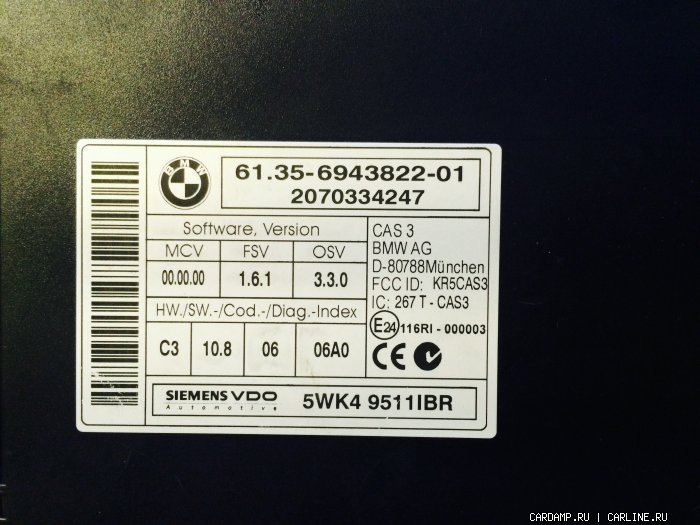 BMW
61.35-6943822-01
2070334247
Software, Version
MCV FSV OSV
00.00.00 1.6.1 3.3.0
HW./SW.-/Cod.-/Diag.-Index
C3 10.8 06 06A0
CAS 3
BMW AG
D-80788München
FCC ID: KR5CAS3
IC: 267 T - CAS3
E24 116RI - 000003
CE
SIEMENS VDO
Automotive
5WK4 9511IBR
CARDAMP.RU | CARLINE.RU